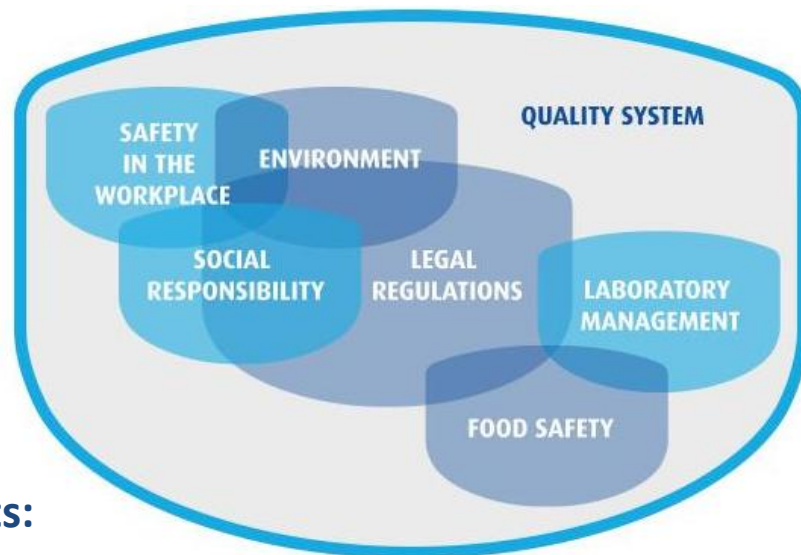 QUALITY SYSTEM
SAFETY
IN THE
WORKPLACE
ENVIRONMENT
SOCIAL
RESPONSIBILITY
LEGAL
REGULATIONS
LABORATORY
MANAGEMENT
FOOD SAFETY